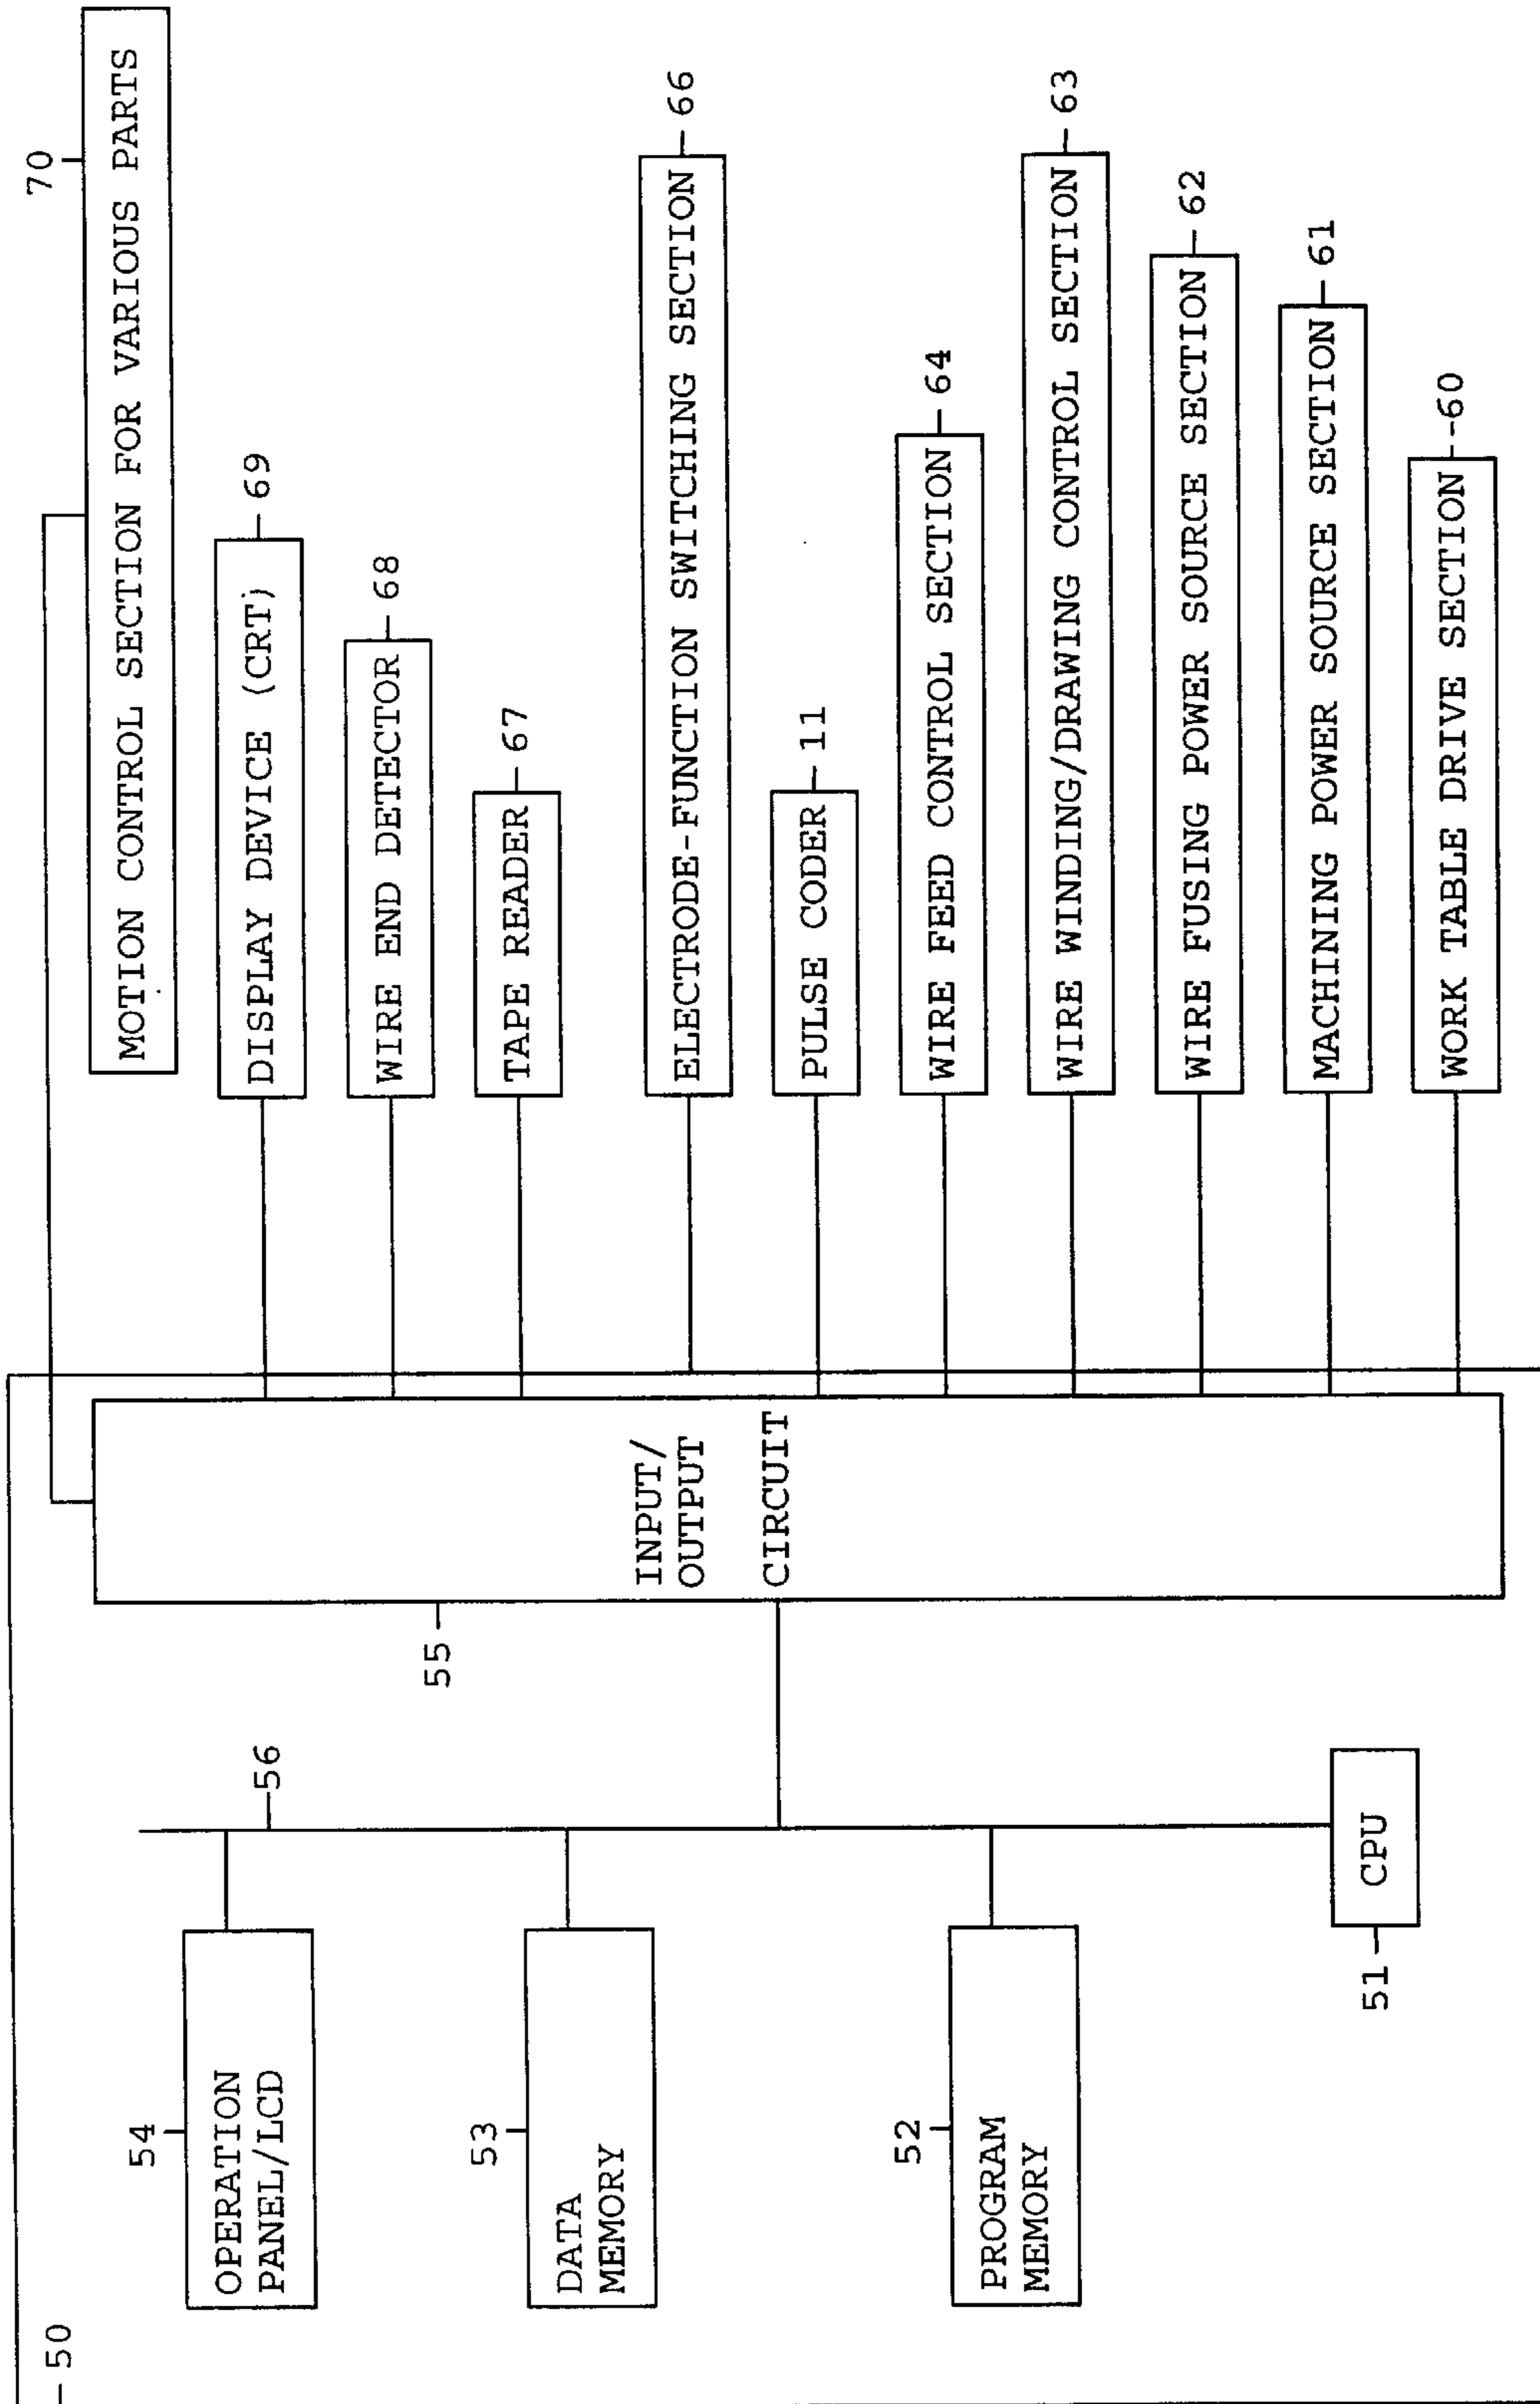 50
54
OPERATION
PANEL/LCD
53
DATA
MEMORY
52
PROGRAM
MEMORY
51
CPU
56
55
INPUT/
OUTPUT
CIRCUIT
70
MOTION CONTROL SECTION FOR VARIOUS PARTS
DISPLAY DEVICE (CRT) 69
WIRE END DETECTOR 68
TAPE READER 67
ELECTRODE-FUNCTION SWITCHING SECTION 66
PULSE CODER 11
WIRE FEED CONTROL SECTION 64
WIRE WINDING/DRAWING CONTROL SECTION 63
WIRE FUSING POWER SOURCE SECTION 62
MACHINING POWER SOURCE SECTION 61
WORK TABLE DRIVE SECTION 60